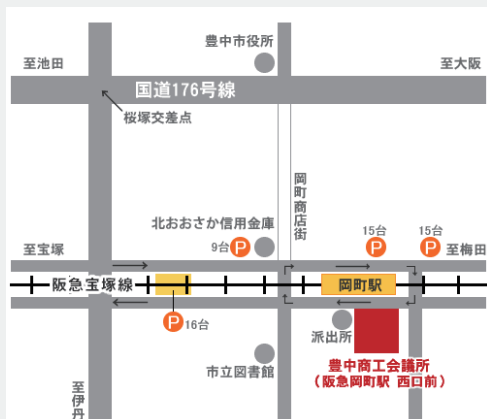 豊中市役所
至池田
至大阪
国道176号線
桜塚交差点
岡町商店街
北おおさか信用金庫
9台 P
15台
P
15台
P
至宝塚
至梅田
阪急宝塚線
岡町駅
P 16台
派出所
市立図書館
豊中商工会議所
（阪急岡町駅 西口前）
至伊丹